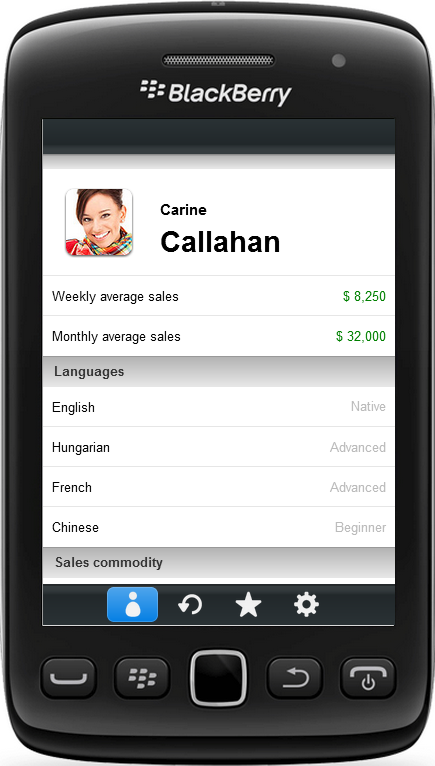 BlackBerry
Carine
Callahan
Weekly average sales $ 8,250
Monthly average sales $ 32,000
Languages
English Native
Hungarian Advanced
French Advanced
Chinese Beginner
Sales commodity